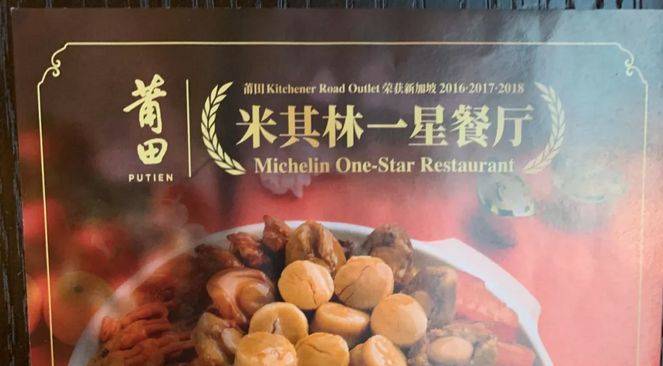 莆田
PUTIEN
莆田 Kitchener Road Outlet 荣获新加坡 2016·2017·2018
米其林一星餐厅
Michelin One-Star Restaurant